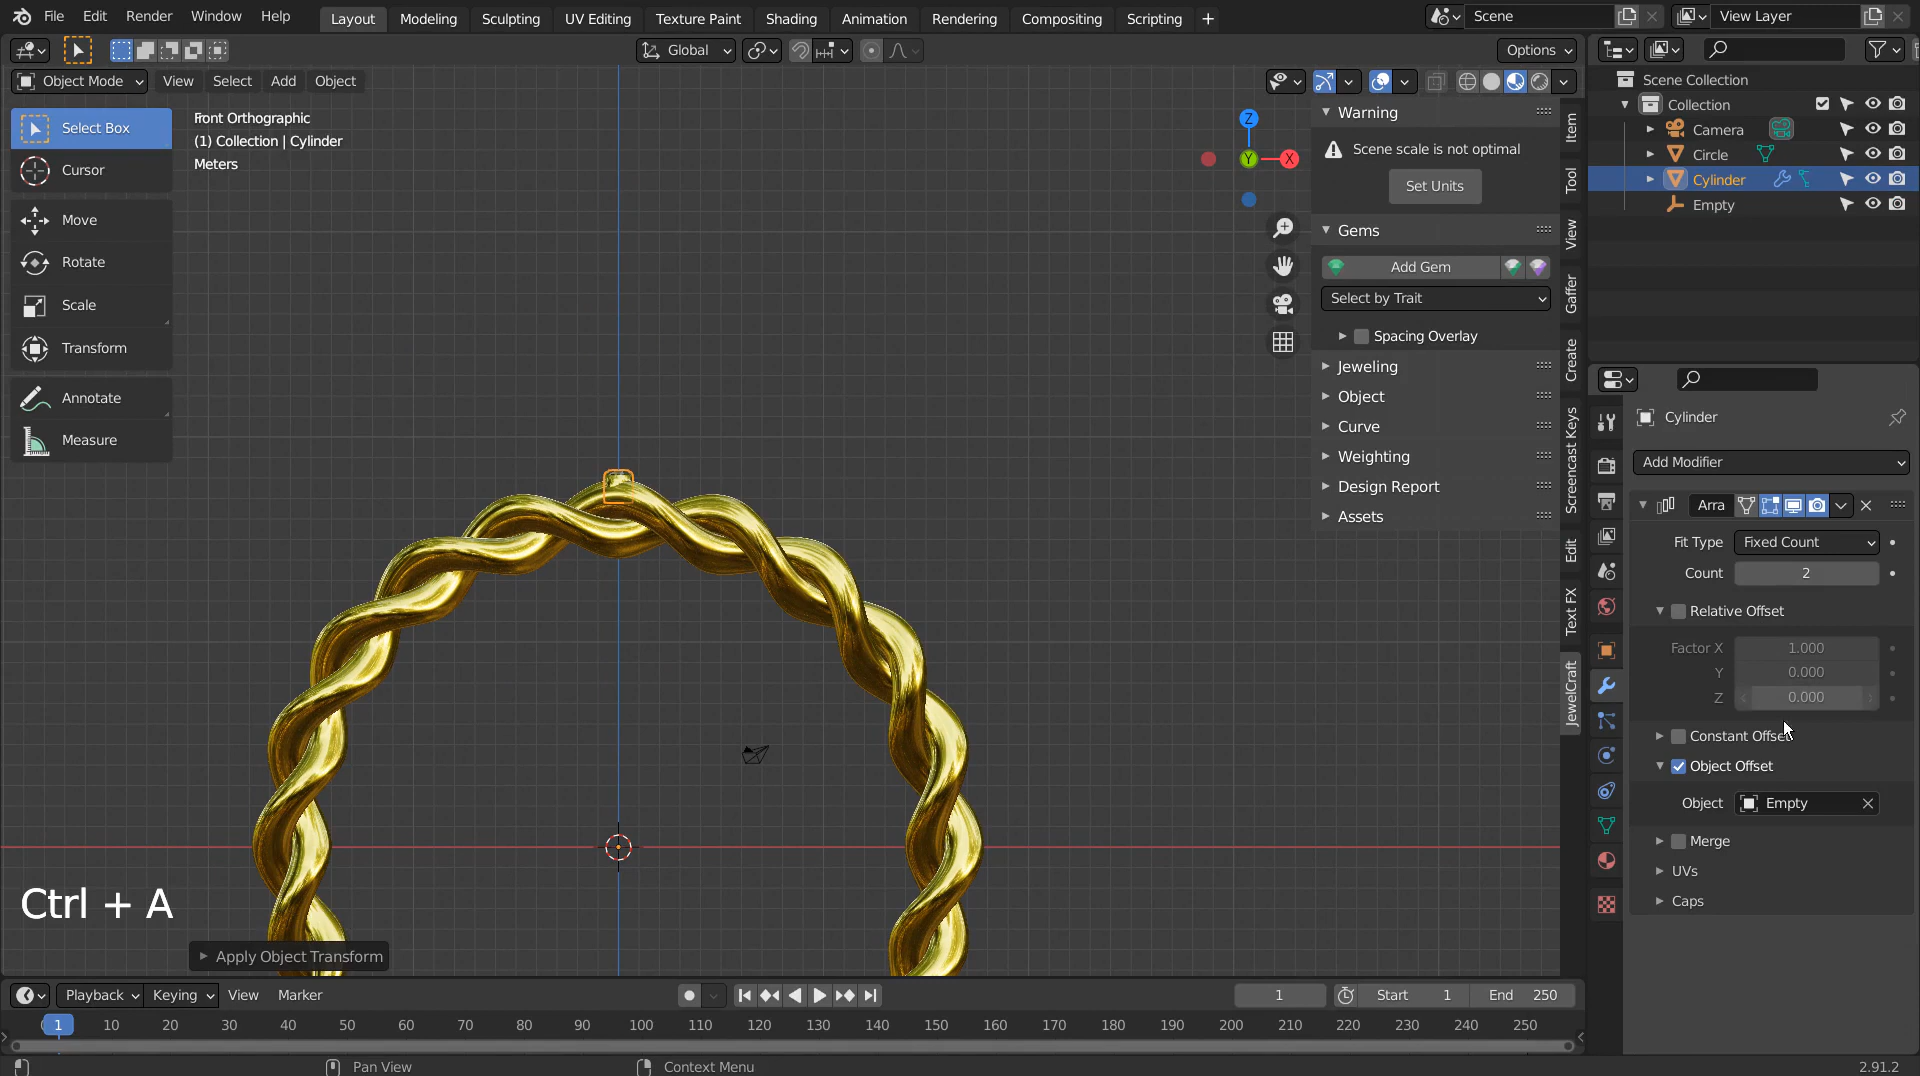 File Edit Render Window Help Layout Modeling Sculpting UV Editing Texture Paint Shading Animation Rendering Compositing Scripting + Scene View Layer
Global Options
Object Mode View Select Add Object
Select Box
Cursor
Move
Rotate
Scale
Transform
Annotate
Measure
Front Orthographic
(1) Collection | Cylinder
Meters
Z
Y
X
Warning
Scene scale is not optimal
Set Units
Gems
Add Gem
Select by Trait
Spacing Overlay
Jeweling
Object
Curve
Weighting
Design Report
Assets
Item
Tool
View
Gaffer
Create
Screencast Keys
Edit
Text FX
JewelCraft
Scene Collection
Collection
Camera
Circle
Cylinder
Empty
Cylinder
Add Modifier
Arra
Fit Type Fixed Count
Count 2
Relative Offset
Factor X 1.000
Y 0.000
Z 0.000
Constant Offset
Object Offset
Object Empty
Merge
UVs
Caps
Ctrl + A
Apply Object Transform
Playback Keying View Marker 1 Start 1 End 250
1 10 20 30 40 50 60 70 80 90 100 110 120 130 140 150 160 170 180 190 200 210 220 230 240 250
Pan View Context Menu 2.91.2